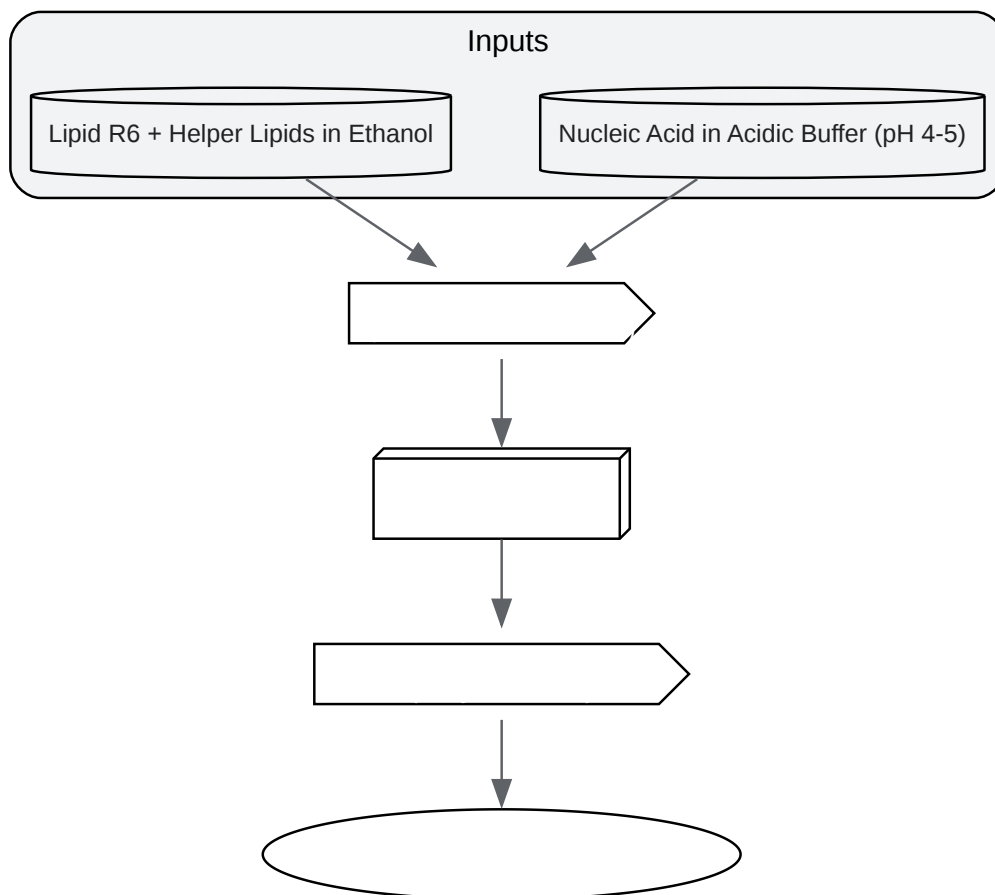 Inputs
Lipid R6 + Helper Lipids in Ethanol
Nucleic Acid in Acidic Buffer (pH 4-5)